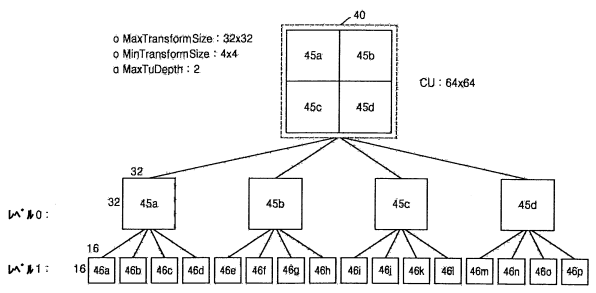 40
o MaxTransformSize : 32x32
o MinTransformSize : 4x4
o MaxTuDepth : 2
45a 45b
45c 45d
CU : 64x64
32
レベル0 : 32 45a 45b 45c 45d
16
レベル1 : 16 46a 46b 46c 46d 46e 46f 46g 46h 46i 46j 46k 46l 46m 46n 46o 46p